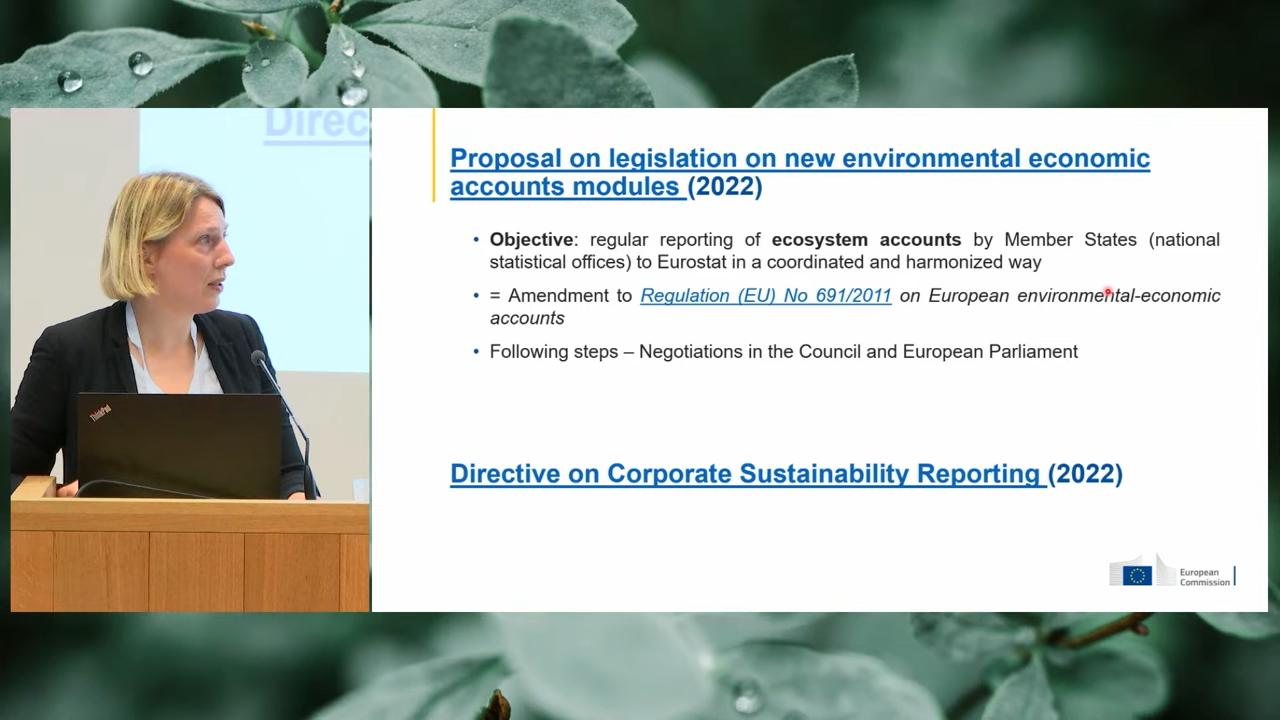 Direc
Proposal on legislation on new environmental economic
accounts modules (2022)
• Objective: regular reporting of ecosystem accounts by Member States (national
statistical offices) to Eurostat in a coordinated and harmonized way
• = Amendment to Regulation (EU) No 691/2011 on European environmental-economic
accounts
• Following steps – Negotiations in the Council and European Parliament
Directive on Corporate Sustainability Reporting (2022)
European
Commission
ThinkPad